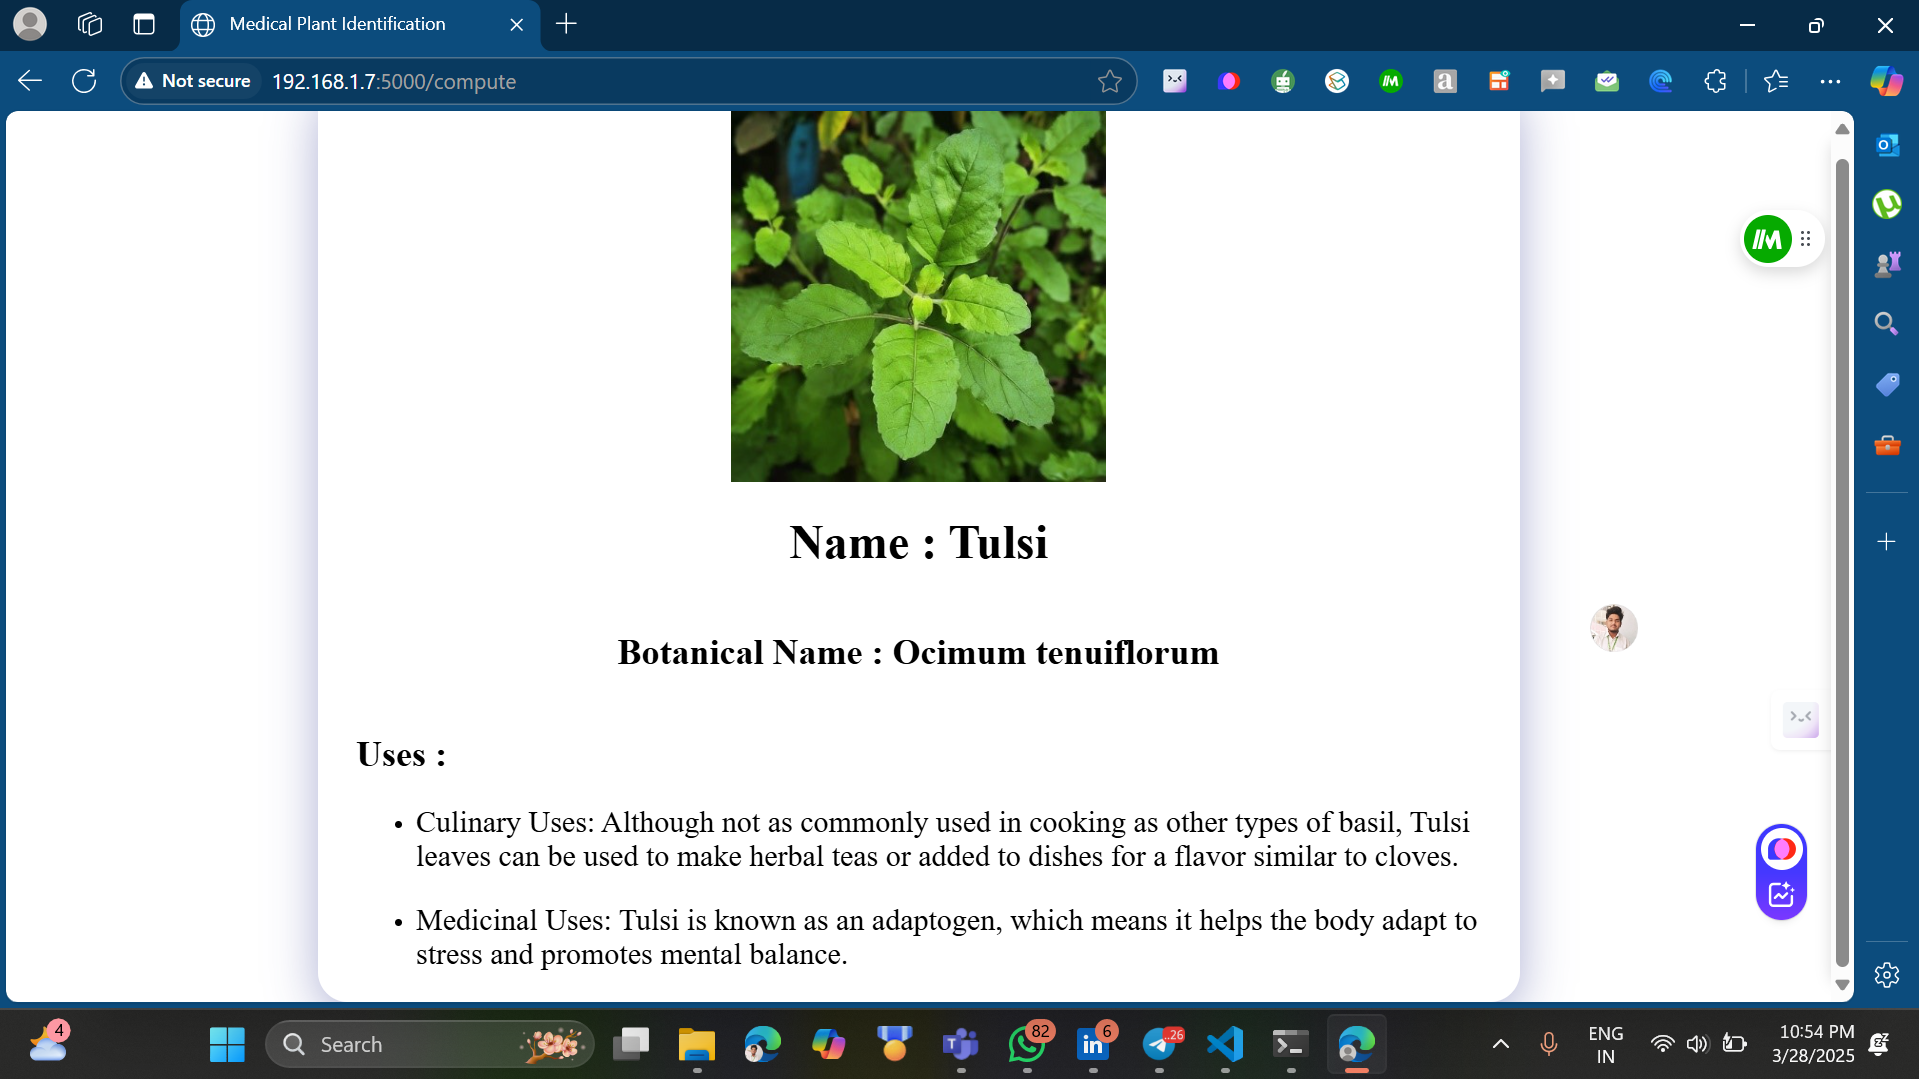 Medical Plant Identification
Not secure
192.168.1.7:5000/compute
Name : Tulsi
Botanical Name : Ocimum tenuiflorum
Uses :
Culinary Uses: Although not as commonly used in cooking as other types of basil, Tulsi
leaves can be used to make herbal teas or added to dishes for a flavor similar to cloves.
Medicinal Uses: Tulsi is known as an adaptogen, which means it helps the body adapt to
stress and promotes mental balance.
4
Search
82
6
..26
ENG
IN
10:54 PM
3/28/2025